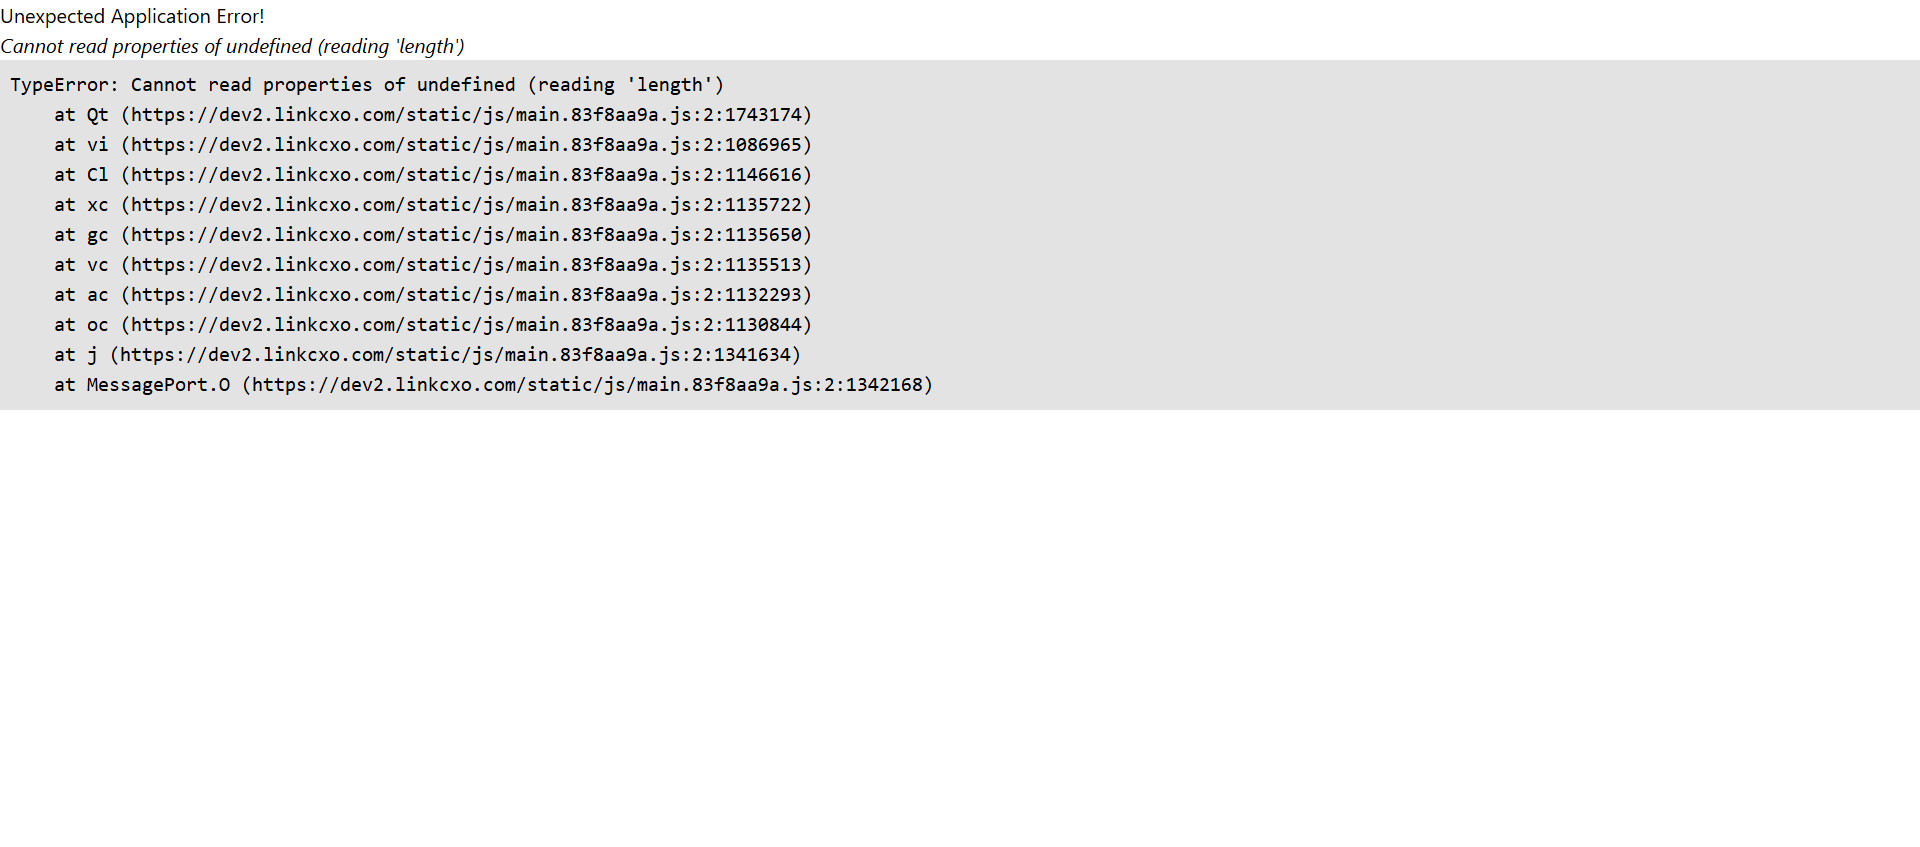 Unexpected Application Error!
Cannot read properties of undefined (reading 'length')
TypeError: Cannot read properties of undefined (reading 'length')
    at Qt (https://dev2.linkcxo.com/static/js/main.83f8aa9a.js:2:1743174)
    at vi (https://dev2.linkcxo.com/static/js/main.83f8aa9a.js:2:1086965)
    at Cl (https://dev2.linkcxo.com/static/js/main.83f8aa9a.js:2:1146616)
    at xc (https://dev2.linkcxo.com/static/js/main.83f8aa9a.js:2:1135722)
    at gc (https://dev2.linkcxo.com/static/js/main.83f8aa9a.js:2:1135650)
    at vc (https://dev2.linkcxo.com/static/js/main.83f8aa9a.js:2:1135513)
    at ac (https://dev2.linkcxo.com/static/js/main.83f8aa9a.js:2:1132293)
    at oc (https://dev2.linkcxo.com/static/js/main.83f8aa9a.js:2:1130844)
    at j (https://dev2.linkcxo.com/static/js/main.83f8aa9a.js:2:1341634)
    at MessagePort.O (https://dev2.linkcxo.com/static/js/main.83f8aa9a.js:2:1342168)